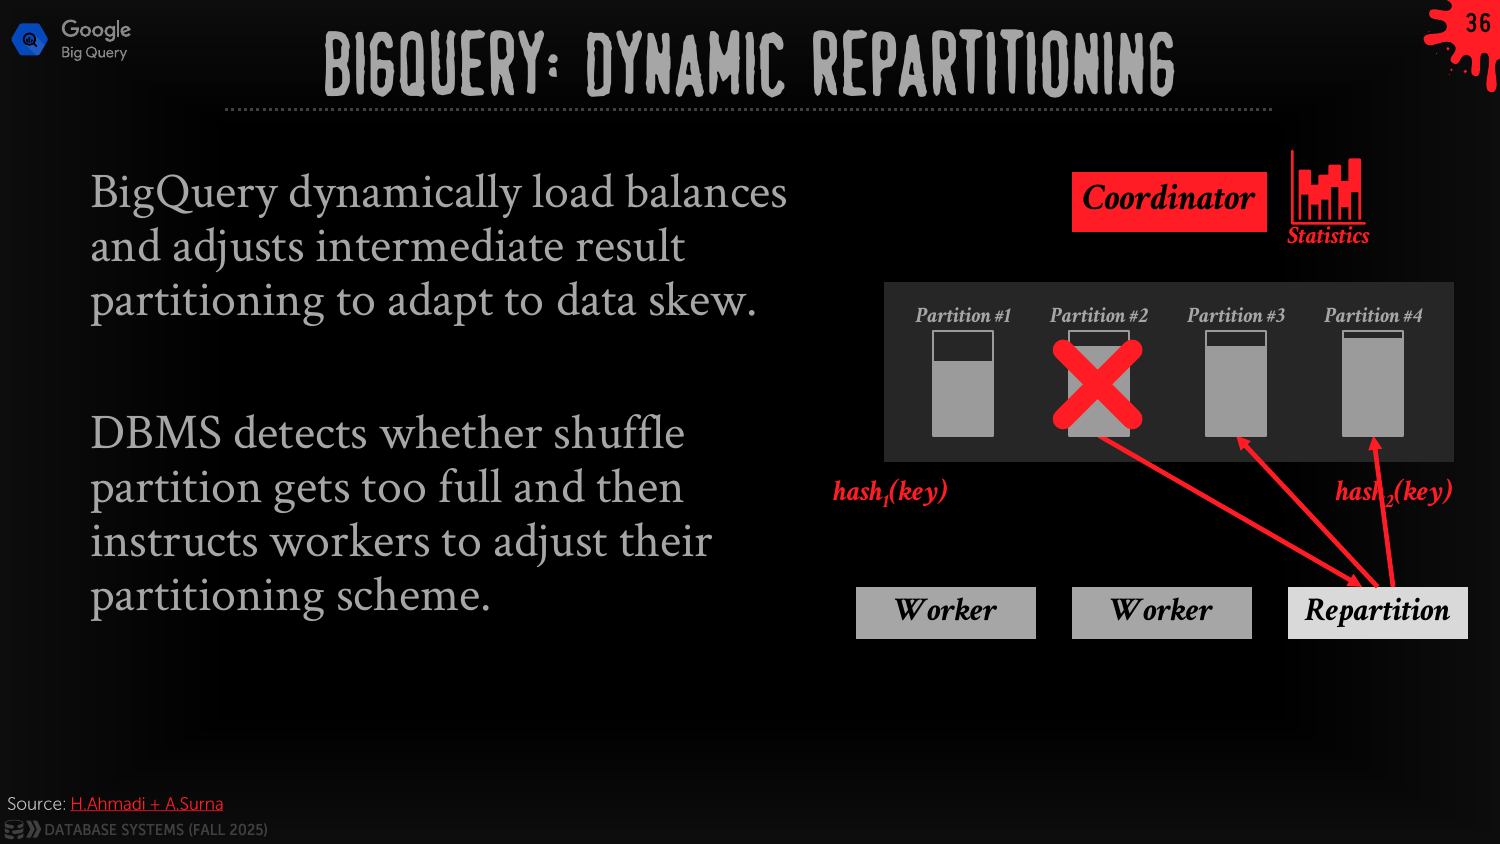 Google
Big Query
BIGQUERY: DYNAMIC REPARTITIONING
36
BigQuery dynamically load balances
and adjusts intermediate result
partitioning to adapt to data skew.
DBMS detects whether shuffle
partition gets too full and then
instructs workers to adjust their
partitioning scheme.
Coordinator
Statistics
Partition #1 Partition #2 Partition #3 Partition #4
hash1(key) hash2(key)
Worker Worker Repartition
Source: H.Ahmadi + A.Surna
DATABASE SYSTEMS (FALL 2025)